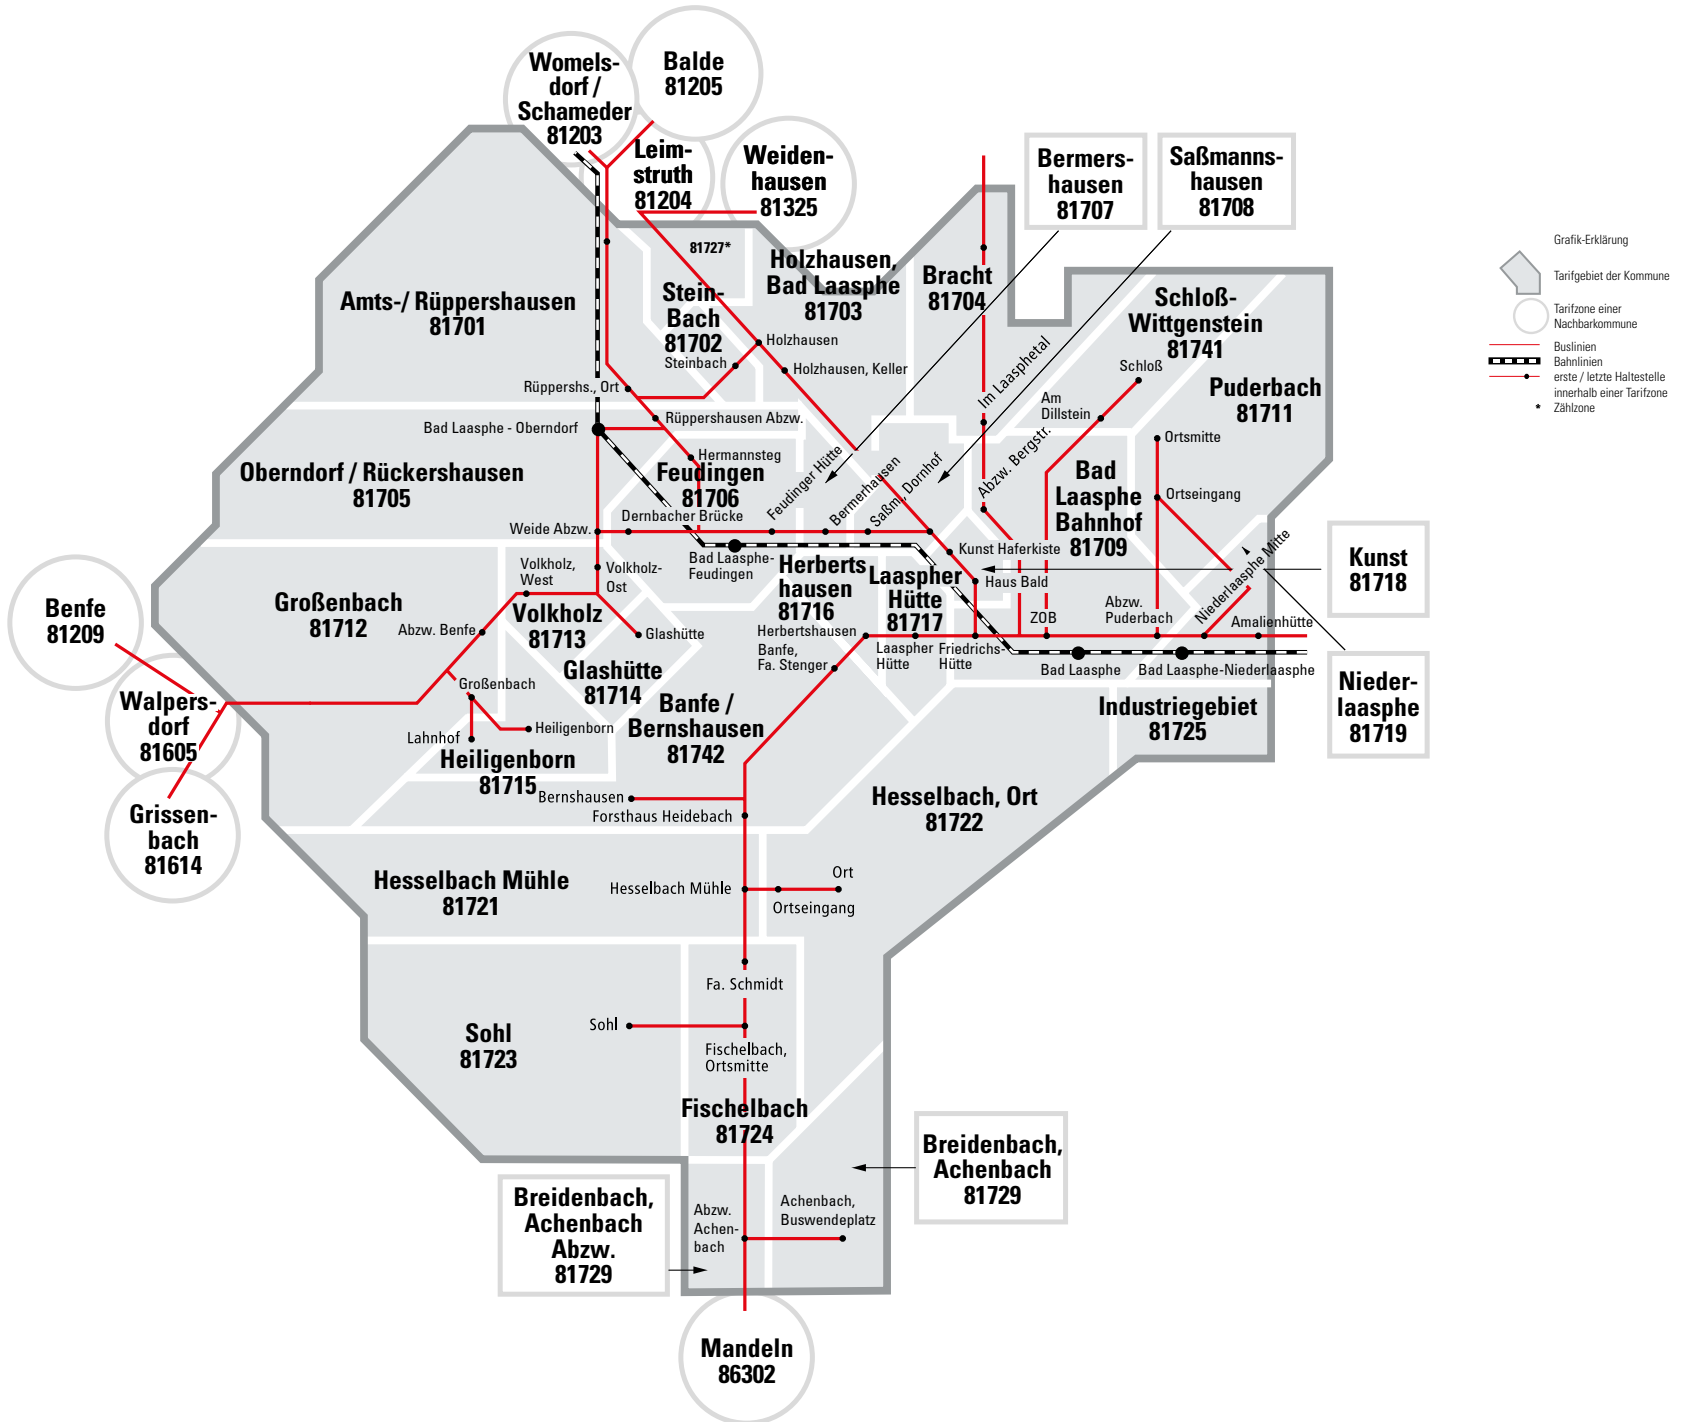 Womels-
dorf /
Schameder
81203
Balde
81205
Leim-
struth
81204
Weiden-
hausen
81325
Bermers-
hausen
81707
Saßmanns-
hausen
81708
Grafik-Erklärung
Tarifgebiet der Kommune
Tarifzone einer
Nachbarkommune
Buslinien
Bahnlinien
erste / letzte Haltestelle
innerhalb einer Tarifzone
* Zählzone
81727*
Holzhausen,
Bad Laasphe
81703
Bracht
81704
Amts-/ Rüppershausen
81701
Stein-
Bach
81702
Schloß-
Wittgenstein
81741
Puderbach
81711
Holzhausen
Steinbach
Holzhausen, Keller
Im Laasphetal
Schloß
Am
Dillstein
Rüppershs., Ort
Rüppershausen Abzw.
Bad Laasphe - Oberndorf
Hermannsteg
Oberndorf / Rückershausen
81705
Feudingen
81706
Feudinger Hütte
Bermerhausen
Saßm., Dornhof
Abzw. Bergstr.
Ortsmitte
Ortseingang
Bad
Laasphe
Bahnhof
81709
Weide Abzw.
Dernbacher Brücke
Bad Laasphe-
Feudingen
Kunst Haferkiste
Haus Bald
Niederlaasphe Mitte
Kunst
81718
Volkholz,
West
Volkholz-
Ost
Herberts
hausen
81716
Laaspher
Hütte
81717
Benfe
81209
Großenbach
81712
Volkholz
81713
Abzw. Benfe
Glashütte
Herbertshausen
Banfe,
Fa. Stenger
Laaspher
Hütte
Friedrichs-
Hütte
ZOB
Abzw.
Puderbach
Amalienhütte
Bad Laasphe
Bad Laasphe-Niederlaasphe
Glashütte
81714
Großenbach
Walpers-
dorf
81605
Banfe /
Bernshausen
81742
Industriegebiet
81725
Nieder-
laasphe
81719
Lahnhof
Heiligenborn
Heiligenborn
81715
Bernshausen
Forsthaus Heidebach
Grissen-
bach
81614
Hesselbach, Ort
81722
Hesselbach Mühle
81721
Hesselbach Mühle
Ort
Ortseingang
Fa. Schmidt
Sohl
81723
Sohl
Fischelbach,
Ortsmitte
Fischelbach
81724
Breidenbach,
Achenbach
81729
Breidenbach,
Achenbach
Abzw.
81729
Abzw.
Achen-
bach
Achenbach,
Buswendeplatz
Mandeln
86302